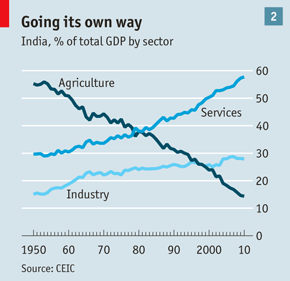 Going its own way
2
India, % of total GDP by sector
Agriculture
Services
Industry
60
50
40
30
20
10
0
1950 60 70 80 90 2000 10
Source: CEIC